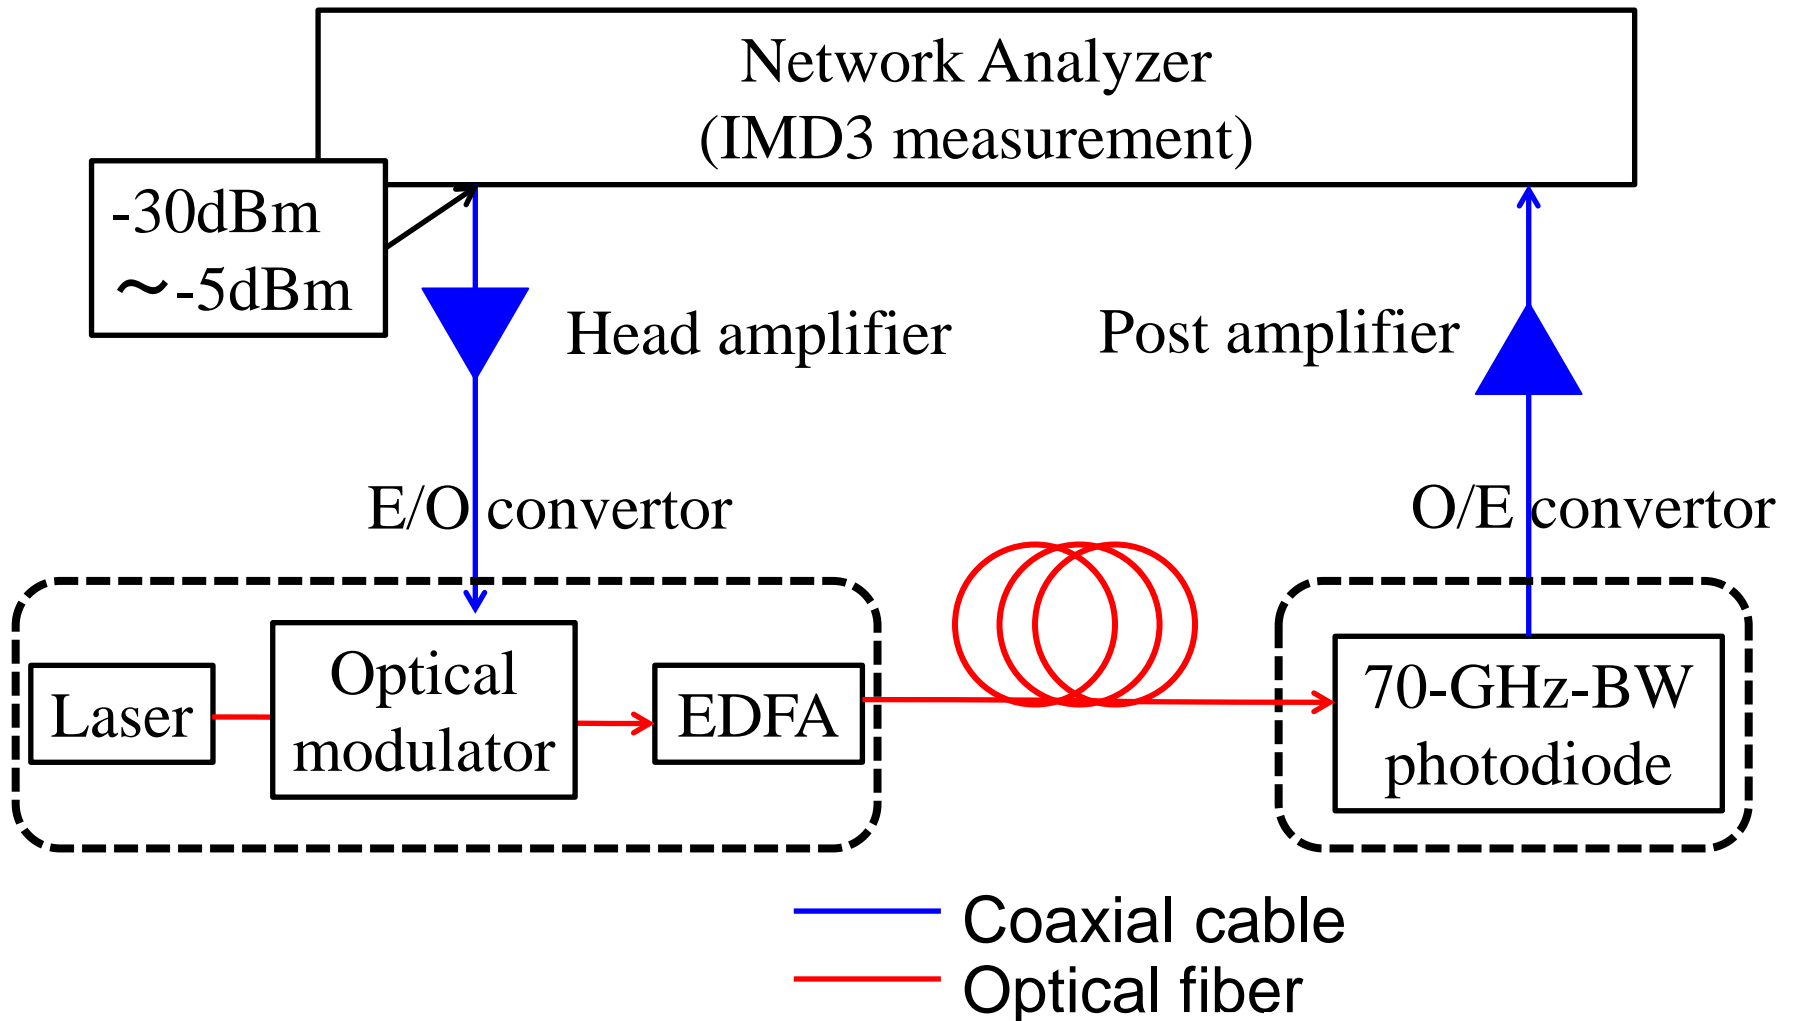 Network Analyzer
(IMD3 measurement)
-30dBm
～-5dBm
Head amplifier
Post amplifier
E/O convertor
O/E convertor
Laser
Optical
modulator
EDFA
70-GHz-BW
photodiode
Coaxial cable
Optical fiber